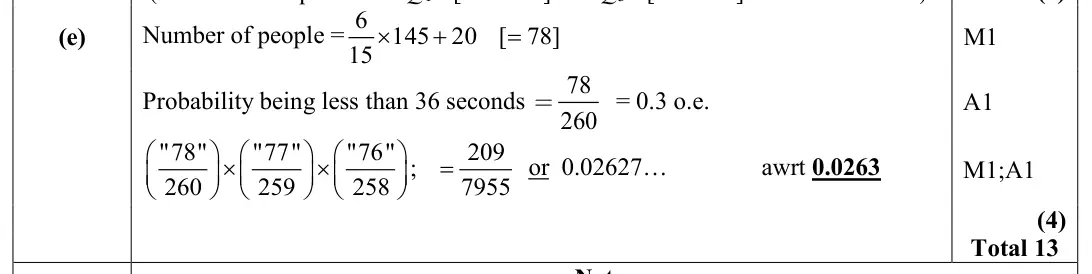 (e) Number of people = 6/15 ×145 + 20 [= 78] M1
Probability being less than 36 seconds = 78/260 = 0.3 o.e. A1
("78"/260)×("77"/259)×("76"/258); = 209/7955 or 0.02627… awrt 0.0263 M1;A1
(4)
Total 13